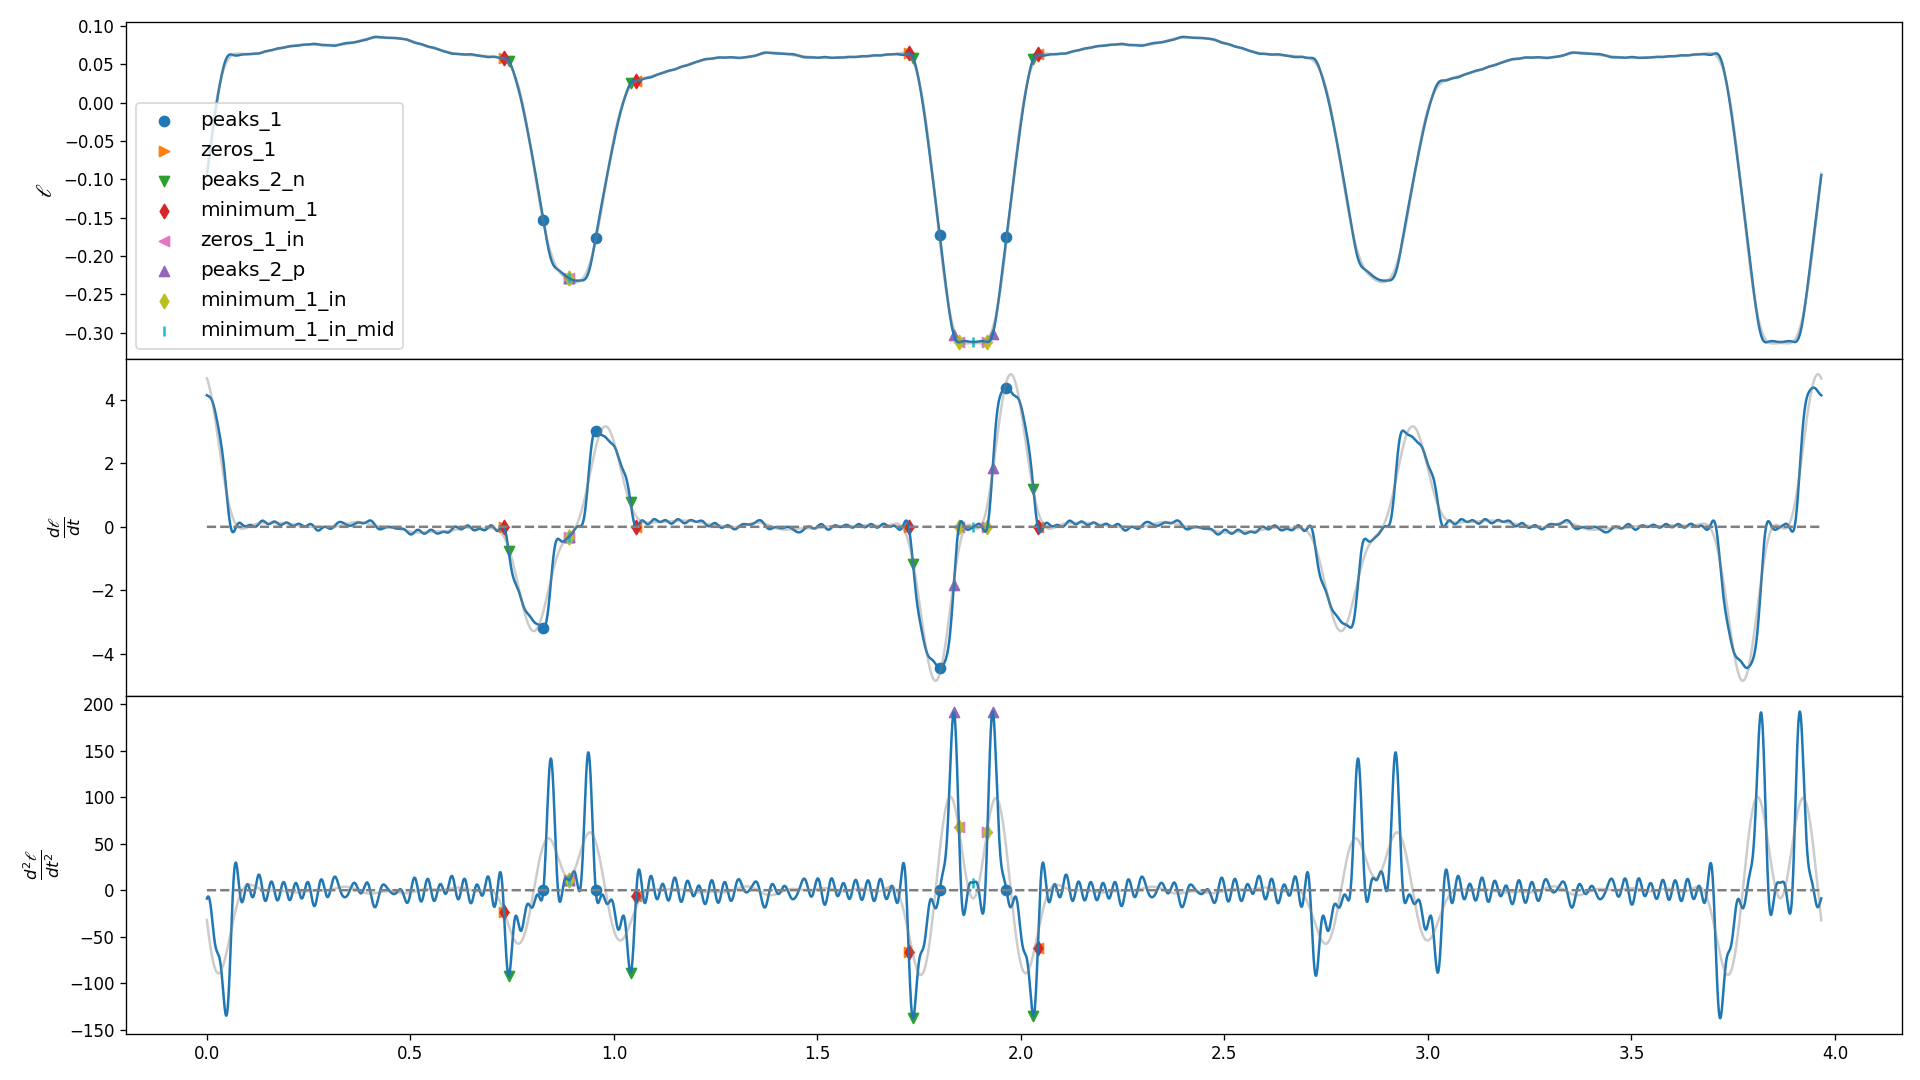 0.10
0.05
0.00
−0.05
−0.10
−0.15
−0.20
−0.25
−0.30
ℓ
peaks_1
zeros_1
peaks_2_n
minimum_1
zeros_1_in
peaks_2_p
minimum_1_in
minimum_1_in_mid
4
2
0
−2
−4
dℓ
dt
200
150
100
50
0
−50
−100
−150
d²ℓ
dt²
0.0 0.5 1.0 1.5 2.0 2.5 3.0 3.5 4.0